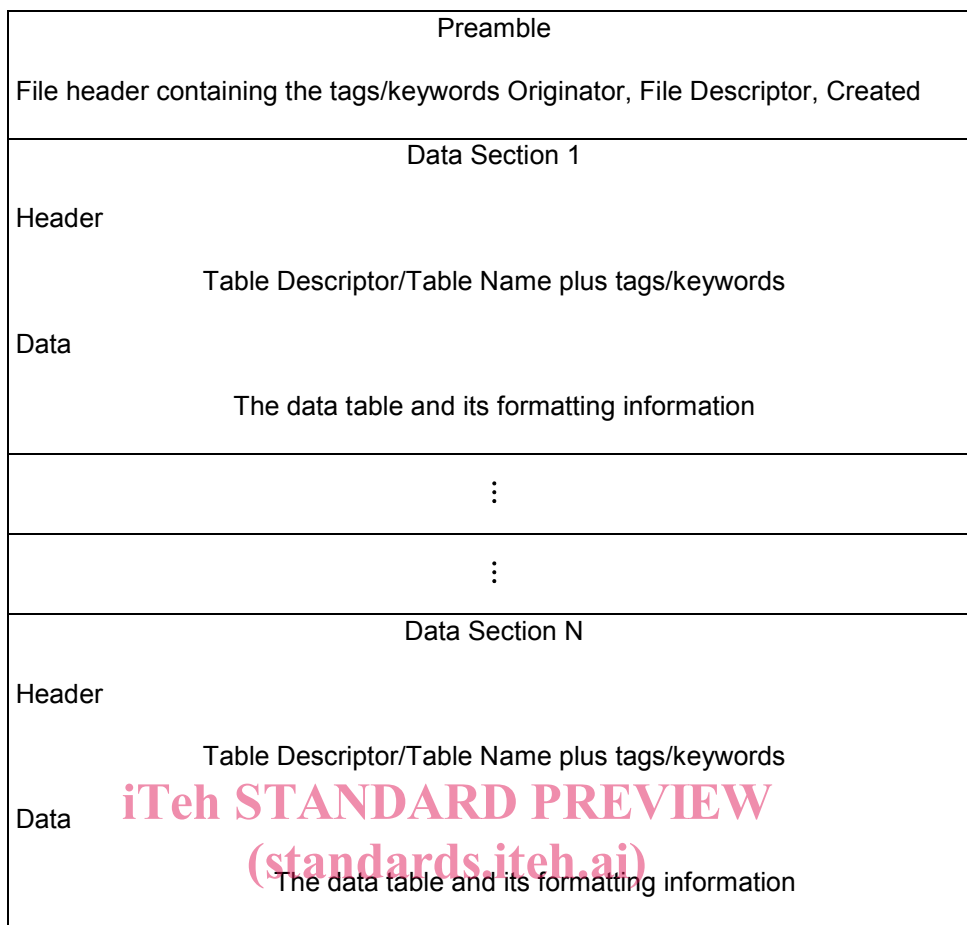 Preamble
File header containing the tags/keywords Originator, File Descriptor, Created
Data Section 1
Header
Table Descriptor/Table Name plus tags/keywords
Data
The data table and its formatting information
⋮
⋮
Data Section N
Header
Table Descriptor/Table Name plus tags/keywords
iTeh STANDARD PREVIEW
Data
(standards.iteh.ai)
The data table and its formatting information